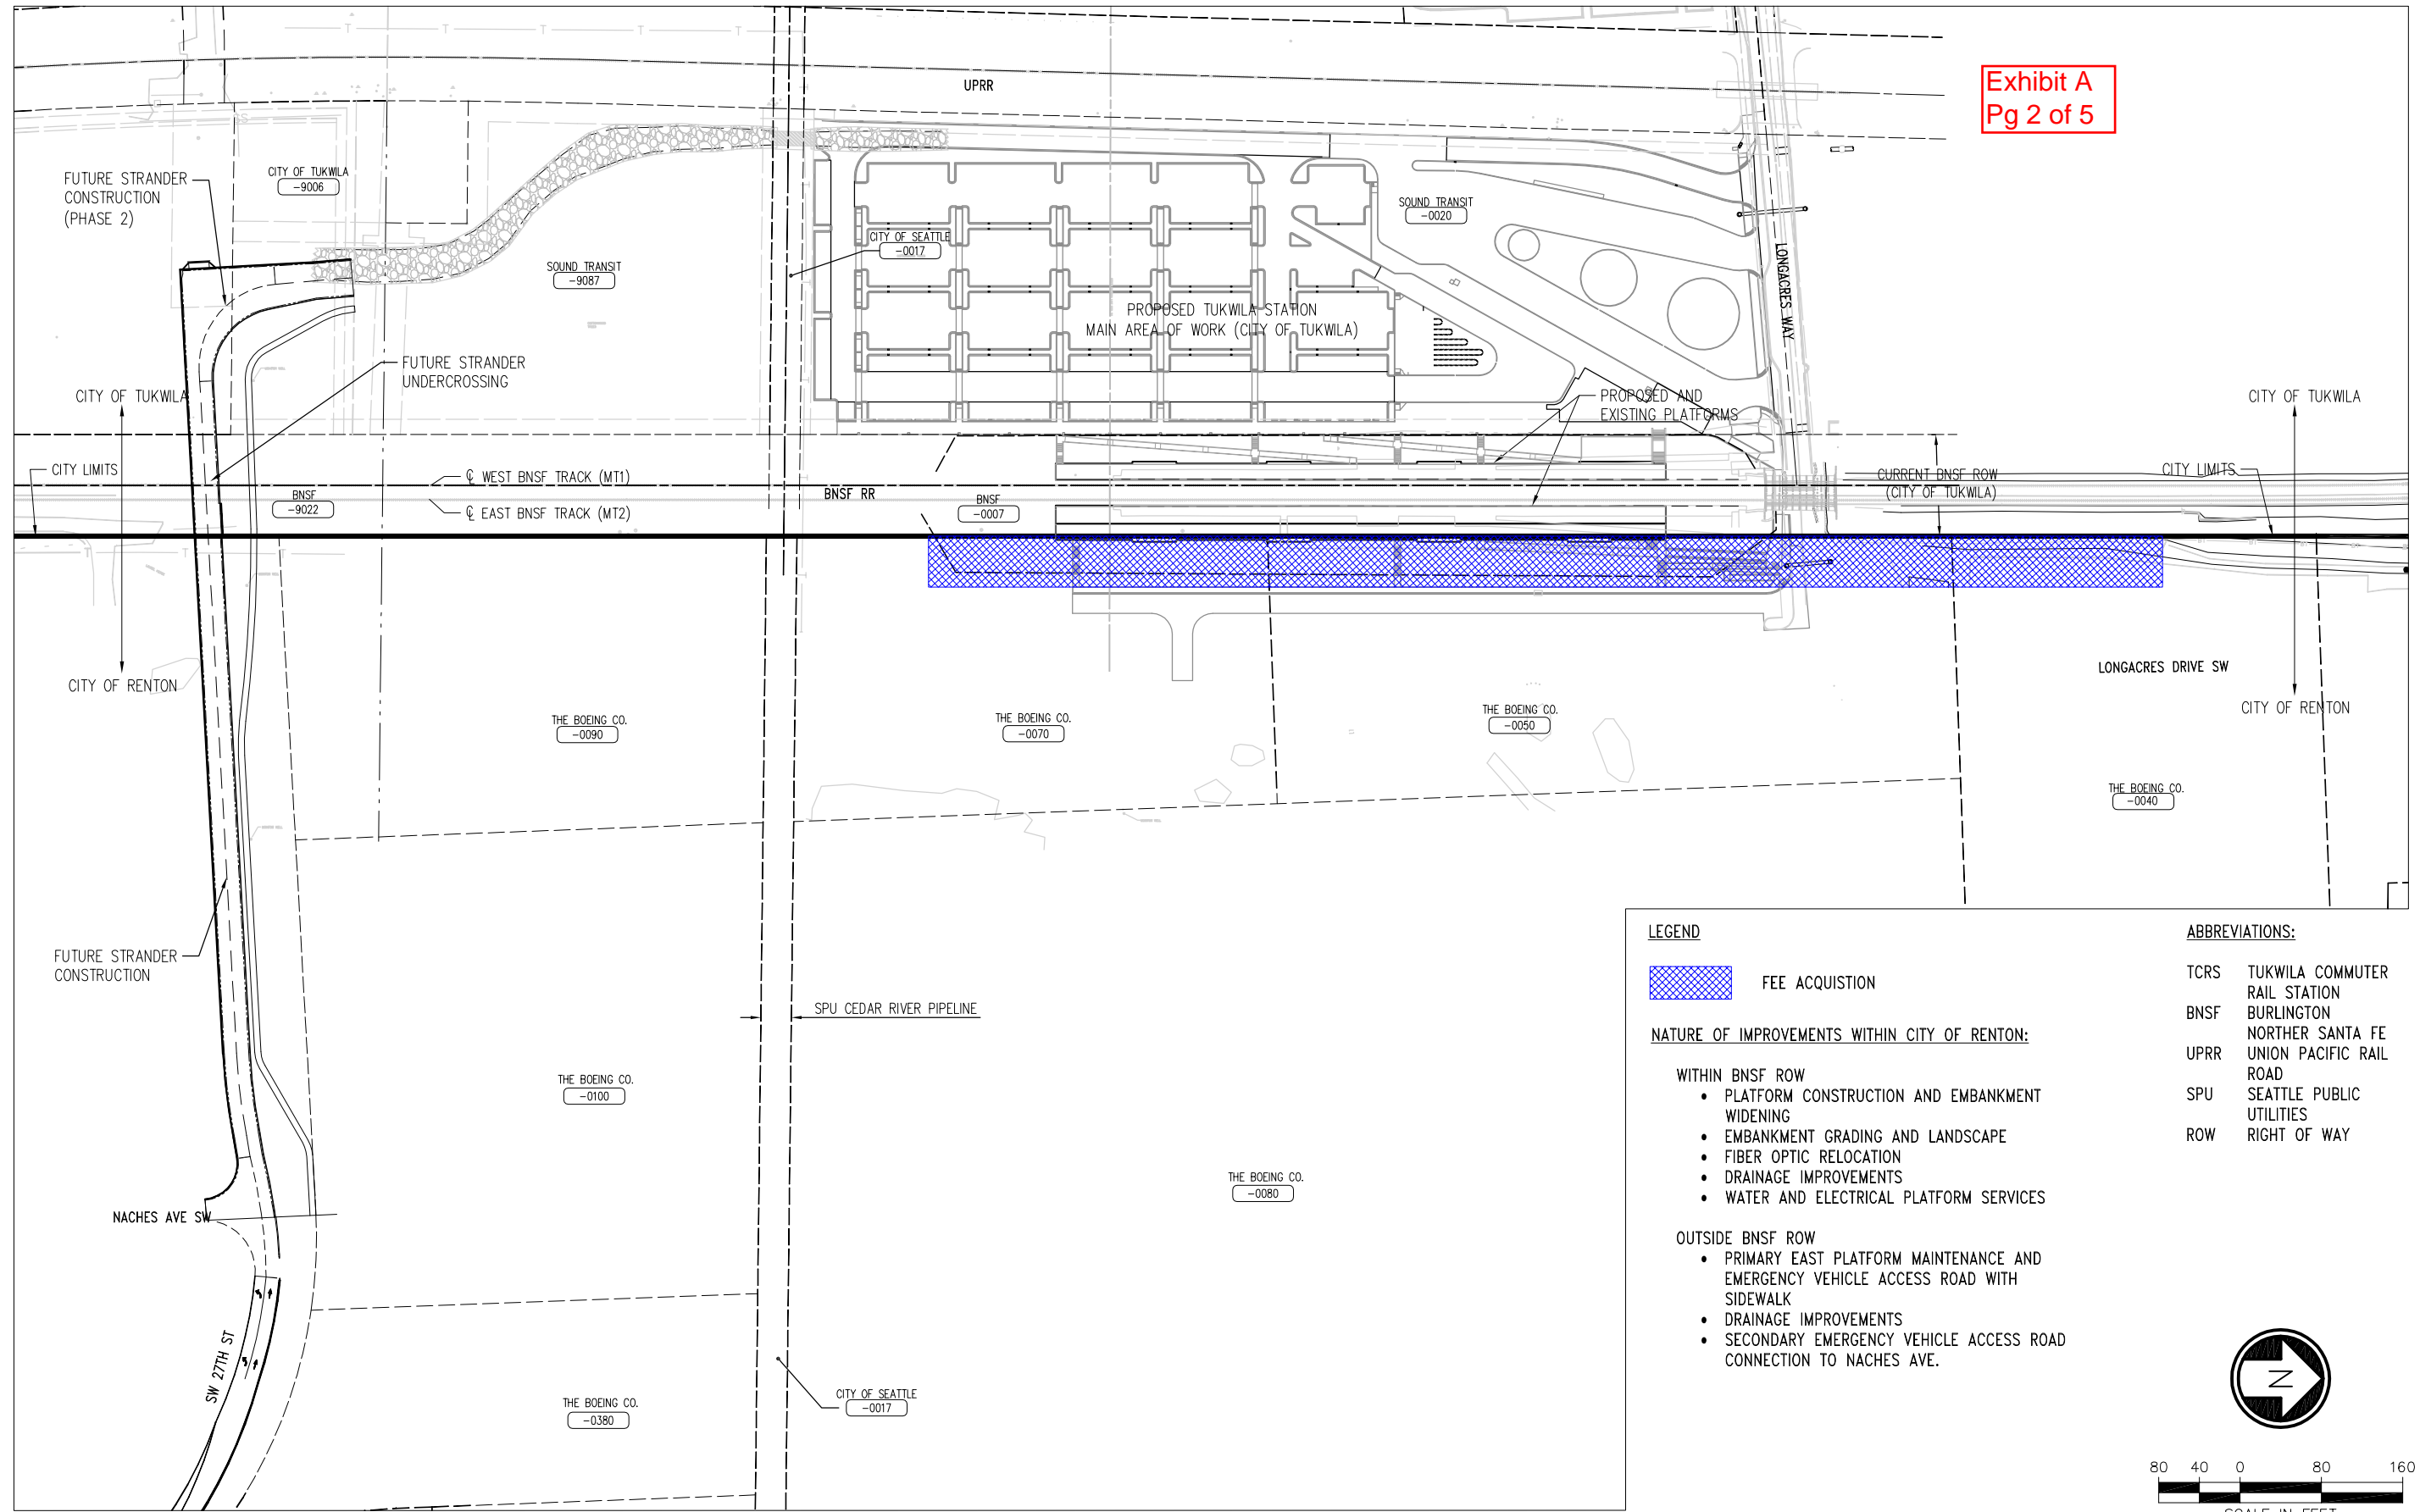 Exhibit A
Pg 2 of 5
UPRR
FUTURE STRANDER
CONSTRUCTION
(PHASE 2)
CITY OF TUKWILA
-9006
SOUND TRANSIT
-9087
CITY OF SEATTLE
-0017
SOUND TRANSIT
-0020
LONGACRES WAY
PROPOSED TUKWILA STATION
MAIN AREA OF WORK (CITY OF TUKWILA)
FUTURE STRANDER
UNDERCROSSING
CITY OF TUKWILA
PROPOSED AND
EXISTING PLATFORMS
CITY OF TUKWILA
CITY LIMITS
℄ WEST BNSF TRACK (MT1)
BNSF
-9022
℄ EAST BNSF TRACK (MT2)
BNSF RR
BNSF
-0007
CURRENT BNSF ROW
(CITY OF TUKWILA)
CITY LIMITS
CITY OF RENTON
LONGACRES DRIVE SW
CITY OF RENTON
THE BOEING CO.
-0090
THE BOEING CO.
-0070
THE BOEING CO.
-0050
THE BOEING CO.
-0040
FUTURE STRANDER
CONSTRUCTION
SPU CEDAR RIVER PIPELINE
THE BOEING CO.
-0100
THE BOEING CO.
-0080
NACHES AVE SW
SW 27TH ST
THE BOEING CO.
-0380
CITY OF SEATTLE
-0017
LEGEND
FEE ACQUISTION
NATURE OF IMPROVEMENTS WITHIN CITY OF RENTON:
WITHIN BNSF ROW
• PLATFORM CONSTRUCTION AND EMBANKMENT
WIDENING
• EMBANKMENT GRADING AND LANDSCAPE
• FIBER OPTIC RELOCATION
• DRAINAGE IMPROVEMENTS
• WATER AND ELECTRICAL PLATFORM SERVICES
OUTSIDE BNSF ROW
• PRIMARY EAST PLATFORM MAINTENANCE AND
EMERGENCY VEHICLE ACCESS ROAD WITH
SIDEWALK
• DRAINAGE IMPROVEMENTS
• SECONDARY EMERGENCY VEHICLE ACCESS ROAD
CONNECTION TO NACHES AVE.
ABBREVIATIONS:
TCRS TUKWILA COMMUTER
RAIL STATION
BNSF BURLINGTON
NORTHER SANTA FE
UPRR UNION PACIFIC RAIL
ROAD
SPU SEATTLE PUBLIC
UTILITIES
ROW RIGHT OF WAY
N
80 40 0 80 160
SCALE IN FEET